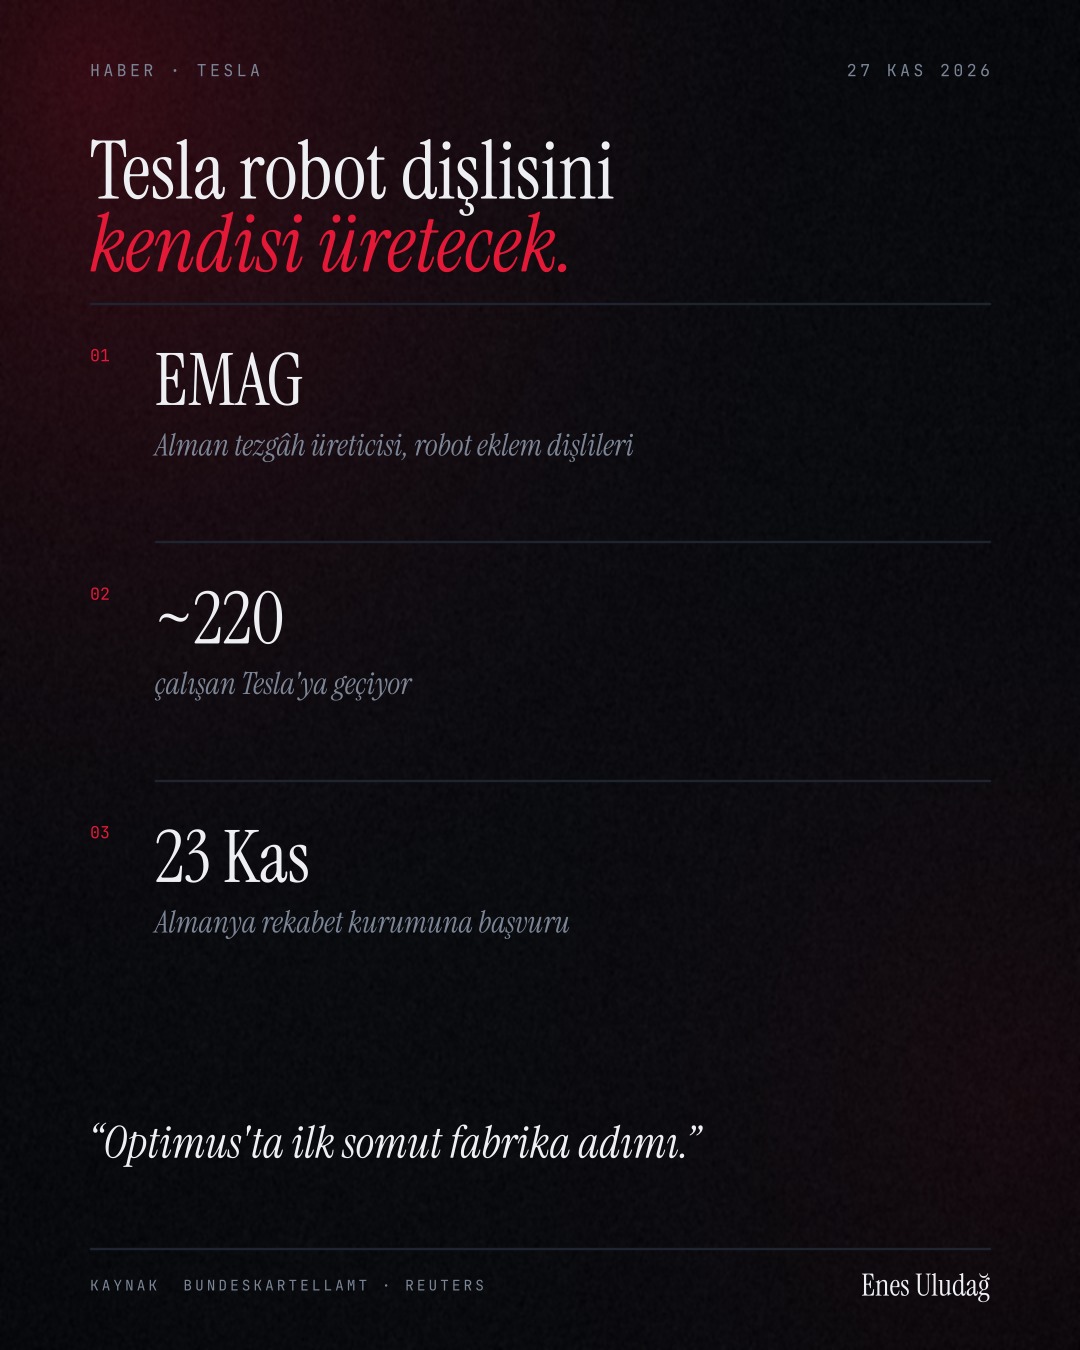 HABER · TESLA
27 KAS 2026
Tesla robot dişlisini
kendisi üretecek.
01
EMAG
Alman tezgâh üreticisi, robot eklem dişlileri
02
~220
çalışan Tesla'ya geçiyor
03
23 Kas
Almanya rekabet kurumuna başvuru
“Optimus'ta ilk somut fabrika adımı.”
KAYNAK BUNDESKARTELLAMT · REUTERS
Enes Uludağ